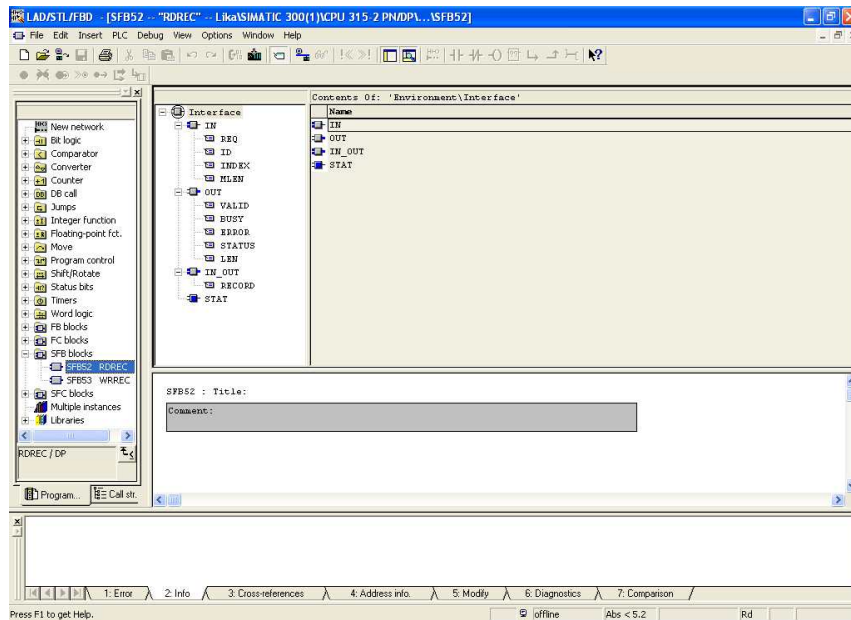 LAD/STL/FBD - [SFB52 -- "RDREC" -- Lika\SIMATIC 300(1)\CPU 315-2 PN/DP\...\SFB52]
File Edit Insert PLC Debug View Options Window Help
New network
Bit logic
Comparator
Converter
Counter
DB call
Jumps
Integer function
Floating-point fct.
Move
Program control
Shift/Rotate
Status bits
Timers
Word logic
FB blocks
FC blocks
SFB blocks
SFB52 RDREC
SFB53 WRREC
SFC blocks
Multiple instances
Libraries
RDREC / DP
Program... Call str.
Interface
IN
REQ
ID
INDEX
MLEN
OUT
VALID
BUSY
ERROR
STATUS
LEN
IN_OUT
RECORD
STAT
Contents Of: 'Environment\Interface'
Name
IN
OUT
IN_OUT
STAT
SFB52 : Title:
Comment:
1: Error 2: Info 3: Cross-references 4: Address info. 5: Modify 6: Diagnostics 7: Comparison
Press F1 to get Help. offline Abs < 5.2 Rd